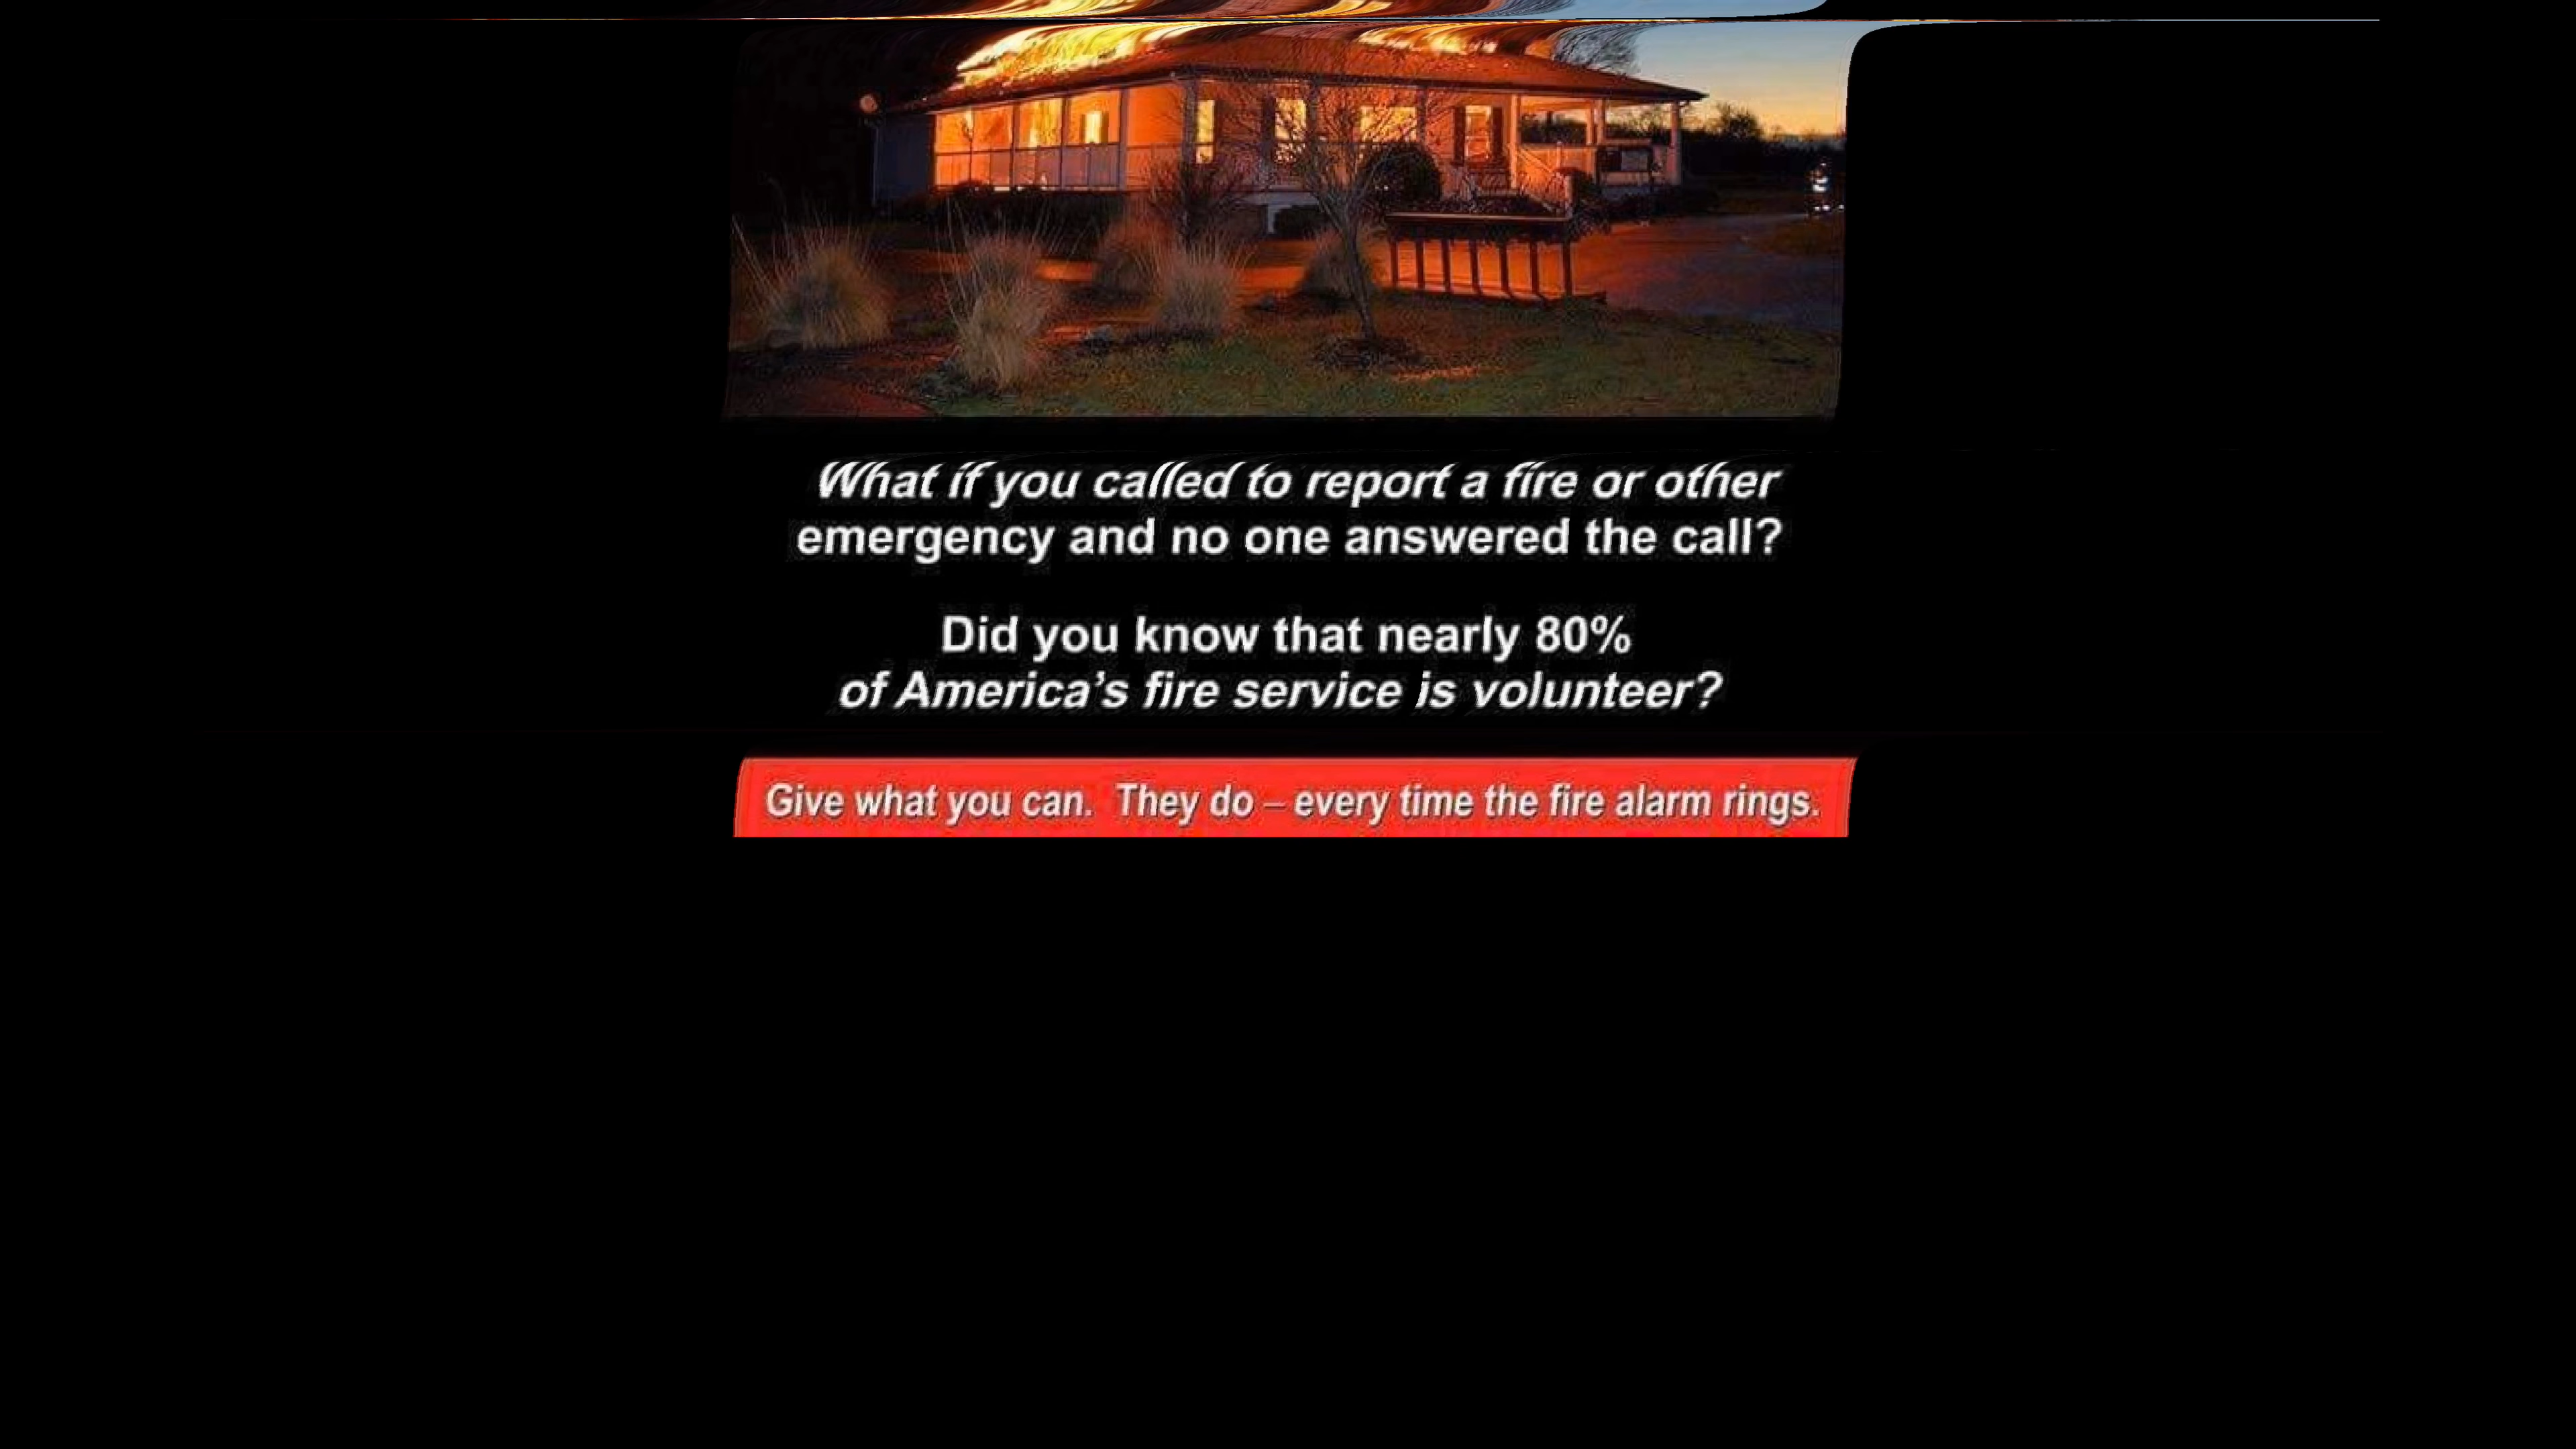 What if you called to report a fire or other
emergency and no one answered the call?
Did you know that nearly 80%
of America’s fire service is volunteer?
Give what you can.  They do – every time the fire alarm rings.